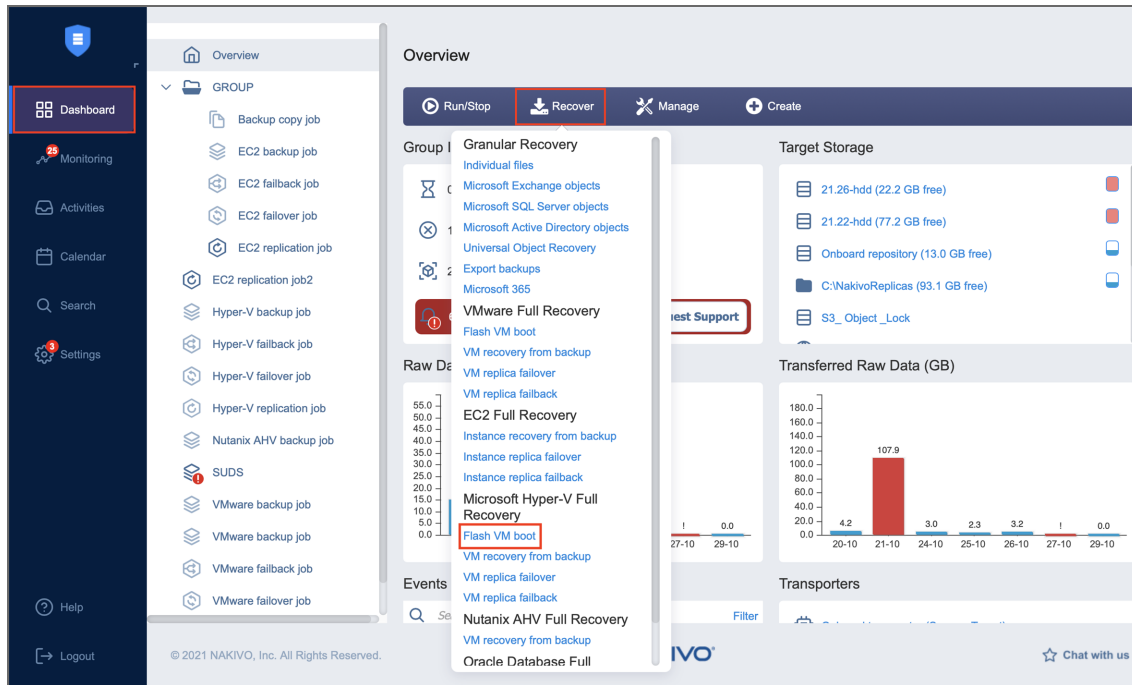 Dashboard
25
Monitoring
Activities
Calendar
Search
3
Settings
Help
Logout
Overview
GROUP
Backup copy job
EC2 backup job
EC2 failback job
EC2 failover job
EC2 replication job
EC2 replication job2
Hyper-V backup job
Hyper-V failback job
Hyper-V failover job
Hyper-V replication job
Nutanix AHV backup job
SUDS
VMware backup job
VMware backup job
VMware failback job
VMware failover job
Overview
Run/Stop
Recover
Manage
Create
Group
Granular Recovery
Individual files
Microsoft Exchange objects
Microsoft SQL Server objects
Microsoft Active Directory objects
Universal Object Recovery
Export backups
Microsoft 365
VMware Full Recovery
Flash VM boot
VM recovery from backup
VM replica failover
VM replica failback
EC2 Full Recovery
Instance recovery from backup
Instance replica failover
Instance replica failback
Microsoft Hyper-V Full
Recovery
Flash VM boot
VM recovery from backup
VM replica failover
VM replica failback
Nutanix AHV Full Recovery
VM recovery from backup
Oracle Database Full
Support
Target Storage
21.26-hdd (22.2 GB free)
21.22-hdd (77.2 GB free)
Onboard repository (13.0 GB free)
C:\NakivoReplicas (93.1 GB free)
S3_ Object _Lock
Raw Da
55.0
50.0
45.0
40.0
35.0
30.0
25.0
20.0
15.0
10.0
5.0
0.0
! 0.0
27-10 29-10
Transferred Raw Data (GB)
180.0
160.0
140.0
120.0
100.0
80.0
60.0
40.0
20.0
0.0
4.2 107.9 3.0 2.3 3.2 ! 0.0
20-10 21-10 24-10 25-10 26-10 27-10 29-10
Events
Filter
Transporters
© 2021 NAKIVO, Inc. All Rights Reserved.
IVO
Chat with us